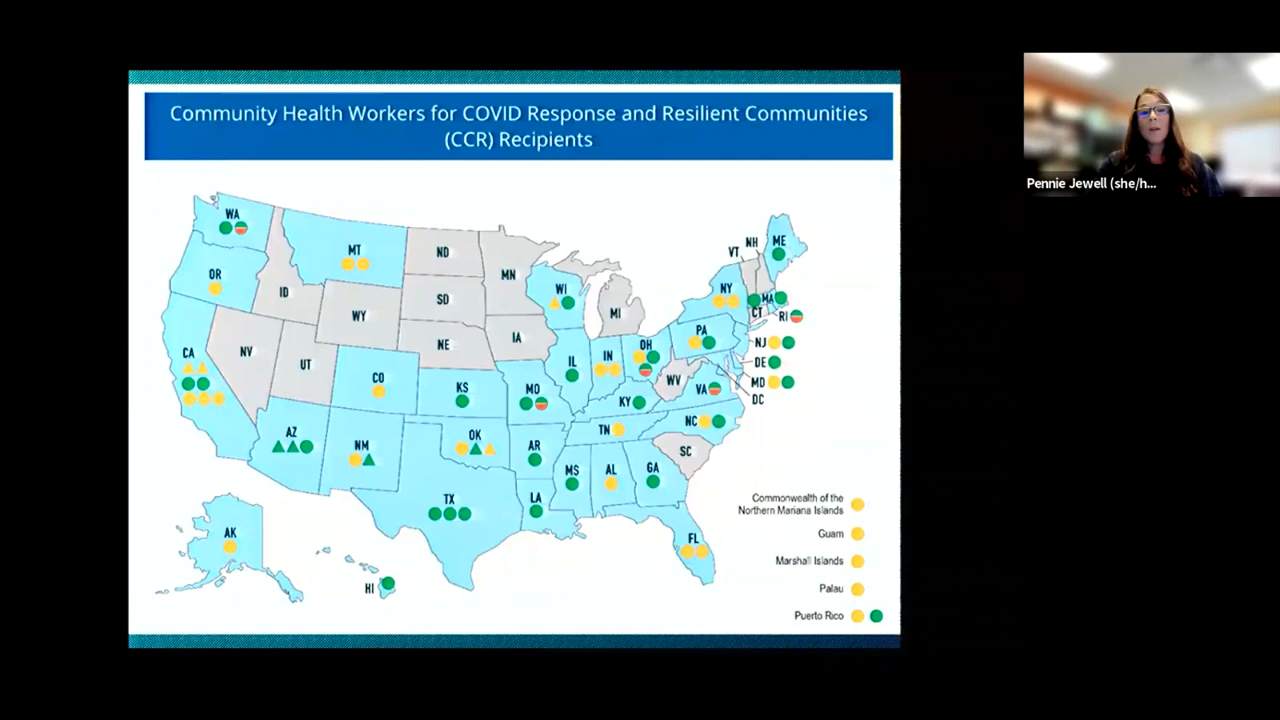 Community Health Workers for COVID Response and Resilient Communities
(CCR) Recipients
Pennie Jewell (she/h...
WA
MT
ND
MN
VT
NH
ME
OR
ID
SD
WI
NY
MA
WY
MI
CT
RI
NE
IA
PA
NJ
CA
NV
UT
CO
IL
IN
OH
DE
KS
MO
KY
WV
VA
MD
DC
AZ
NM
OK
AR
TN
NC
SC
MS
AL
GA
TX
LA
FL
AK
HI
Commonwealth of the
Northern Mariana Islands
Guam
Marshall Islands
Palau
Puerto Rico